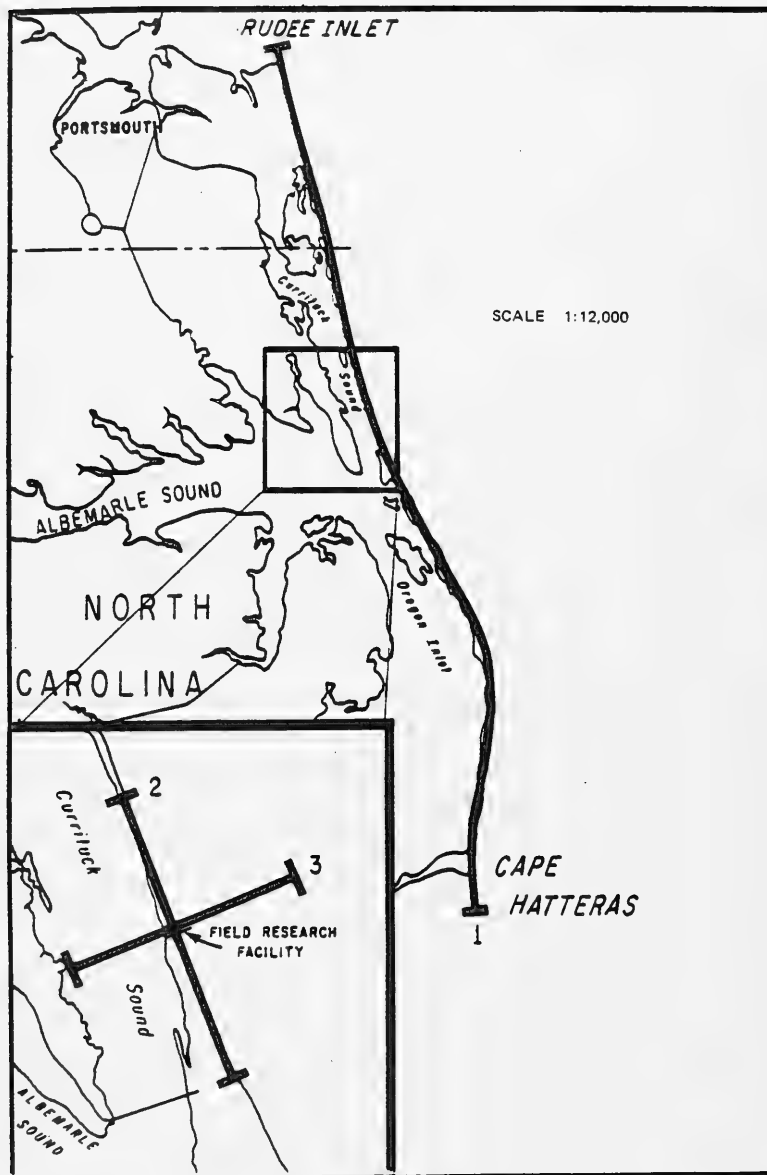 RUDEE INLET
PORTSMOUTH
Currituck
Sound
SCALE 1:12,000
ALBEMARLE SOUND
Oregon Inlet
NORTH
CAROLINA
2
Currituck
3
FIELD RESEARCH
FACILITY
Sound
ALBEMARLE
SOUND
CAPE
HATTERAS
1